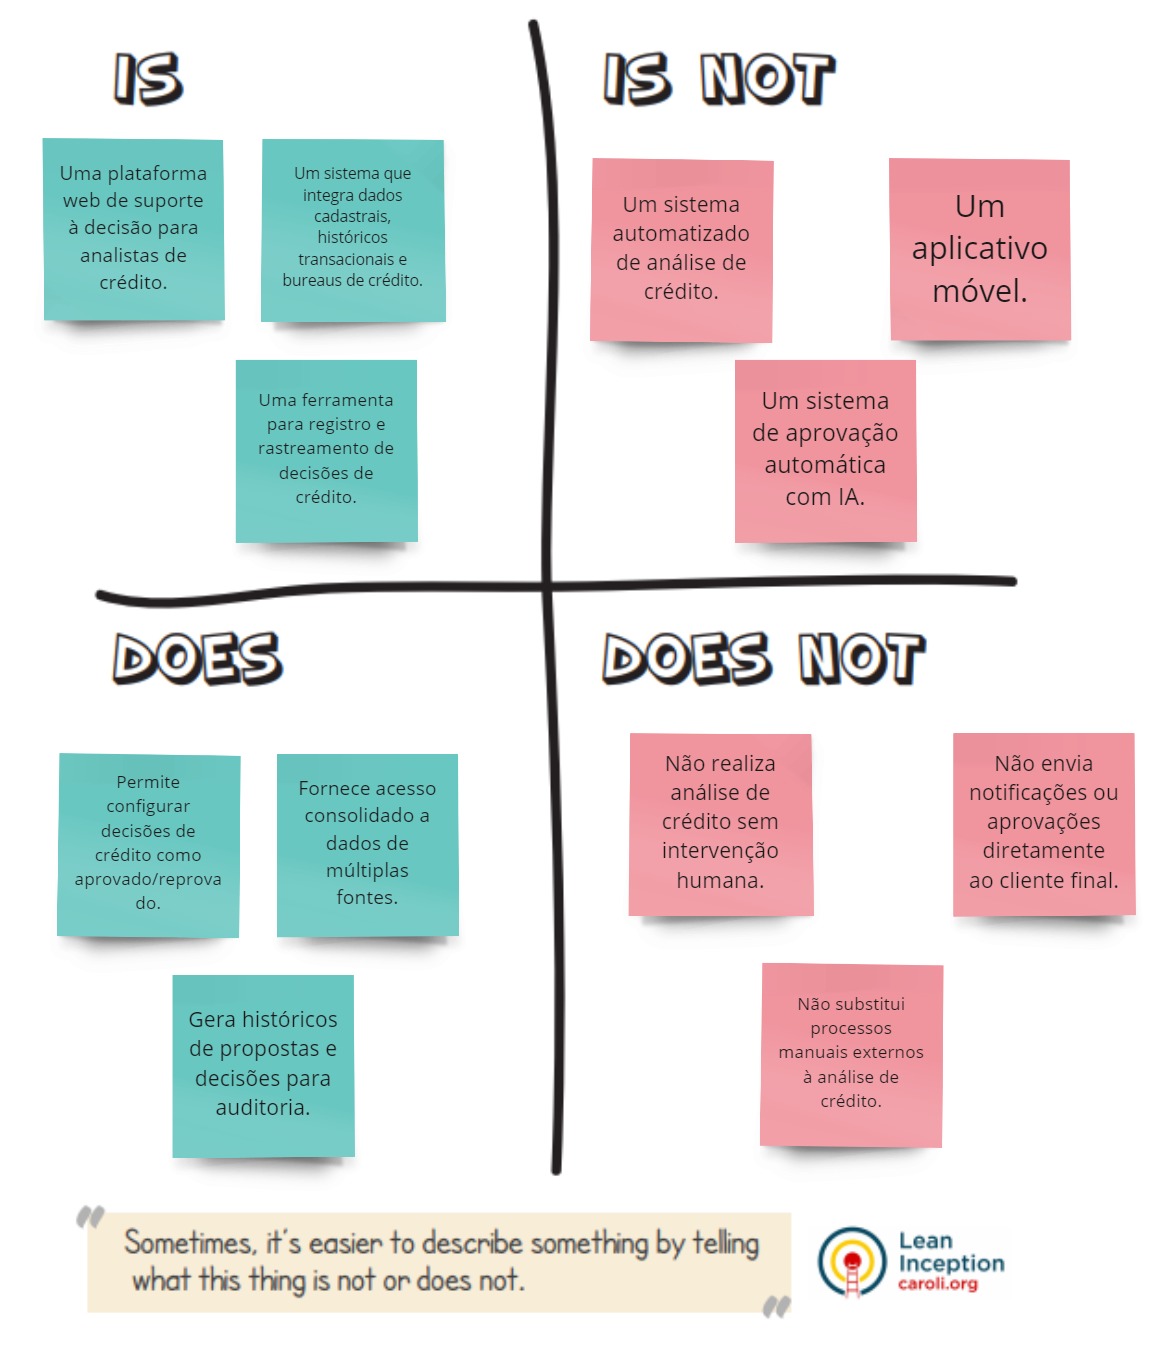 IS
Uma plataforma
web de suporte
à decisão para
analistas de
crédito.
Um sistema que
integra dados
cadastrais,
históricos
transacionais e
bureaus de crédito.
Uma ferramenta
para registro e
rastreamento de
decisões de
crédito.
IS NOT
Um sistema
automatizado
de análise de
crédito.
Um
aplicativo
móvel.
Um sistema
de aprovação
automática
com IA.
DOES
Permite
configurar
decisões de
crédito como
aprovado/reprova
do.
Fornece acesso
consolidado a
dados de
múltiplas
fontes.
Gera históricos
de propostas e
decisões para
auditoria.
DOES NOT
Não realiza
análise de
crédito sem
intervenção
humana.
Não envia
notificações ou
aprovações
diretamente
ao cliente final.
Não substitui
processos
manuais externos
à análise de
crédito.
"Sometimes, it's easier to describe something by telling
what this thing is not or does not."
Lean
Inception
caroli.org